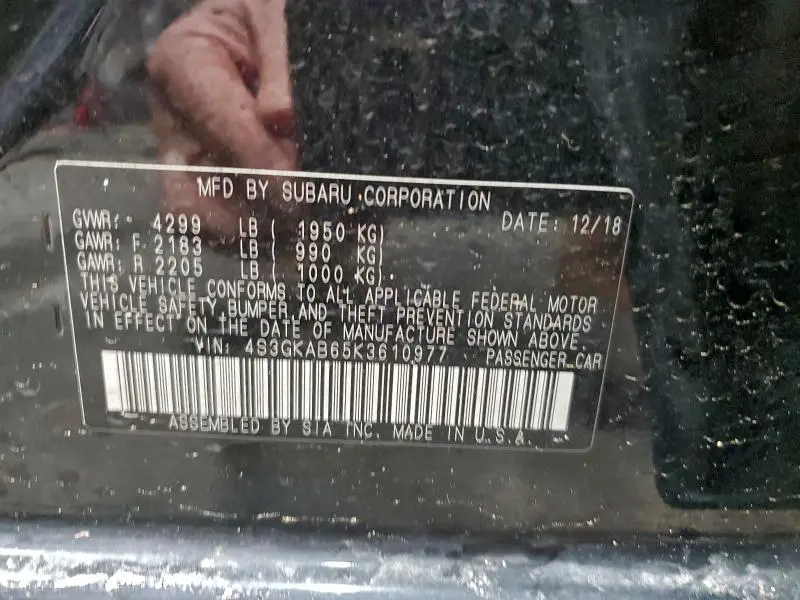 MFD BY SUBARU CORPORATION
GVWR: 4299 LB ( 1950 KG) DATE: 12/18
GAWR: F 2183 LB ( 990 KG)
GAWR: R 2205 LB ( 1000 KG)
THIS VEHICLE CONFORMS TO ALL APPLICABLE FEDERAL MOTOR
VEHICLE SAFETY BUMPER AND THEFT PREVENTION STANDARDS
IN EFFECT ON THE DATE OF MANUFACTURE SHOWN ABOVE.
VIN: 4S3GKAB65K3610977 PASSENGER CAR
ASSEMBLED BY SIA INC. MADE IN U.S.A.